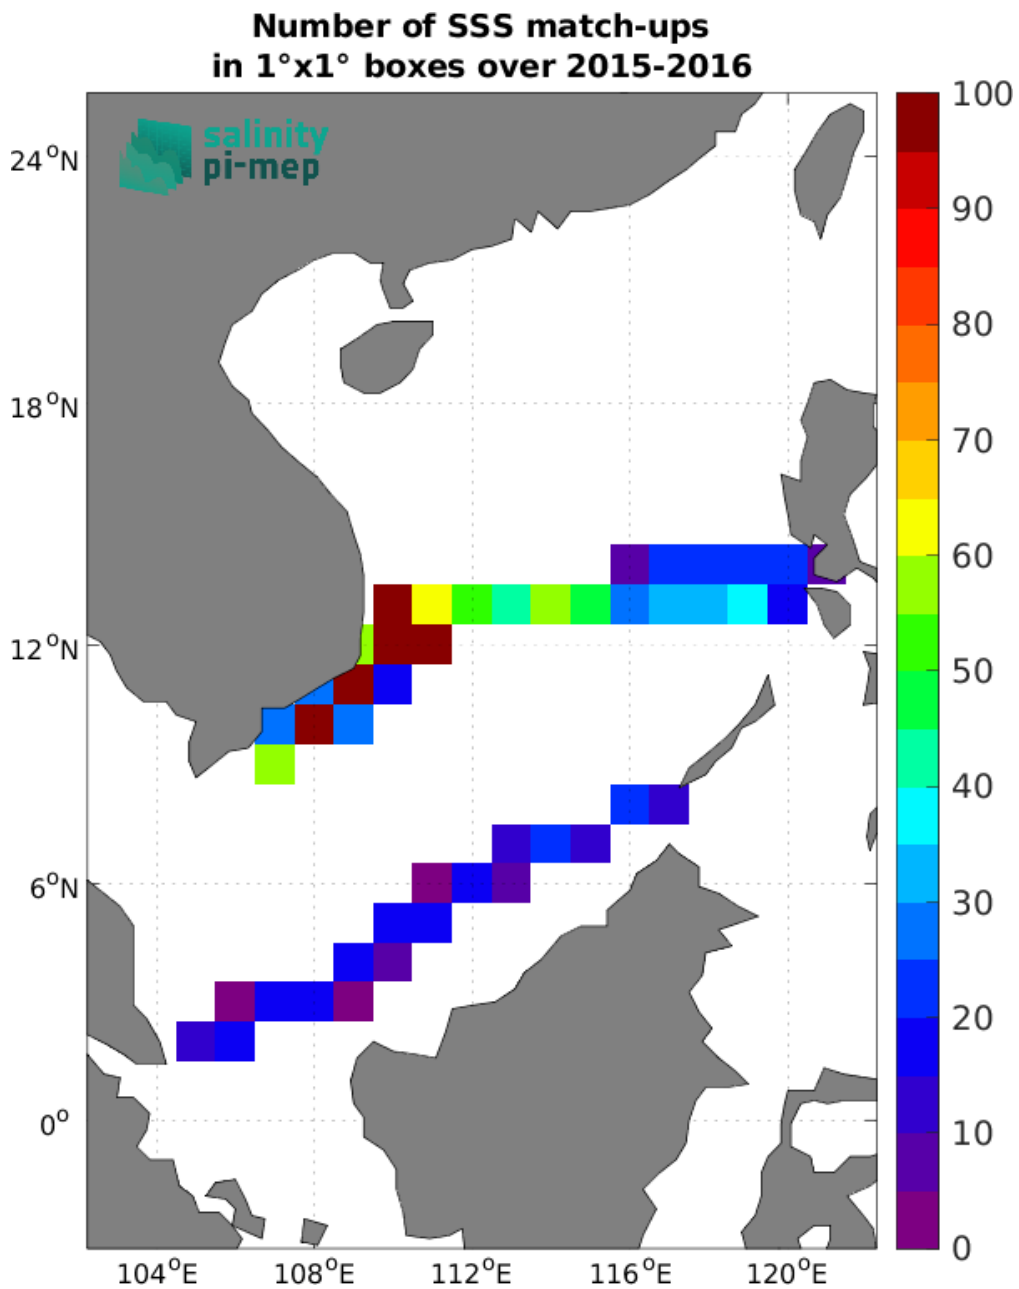 Number of SSS match-ups
in 1°x1° boxes over 2015-2016
salinity
pi-mep
24°N
18°N
12°N
6°N
0°
104°E 108°E 112°E 116°E 120°E
100
90
80
70
60
50
40
30
20
10
0